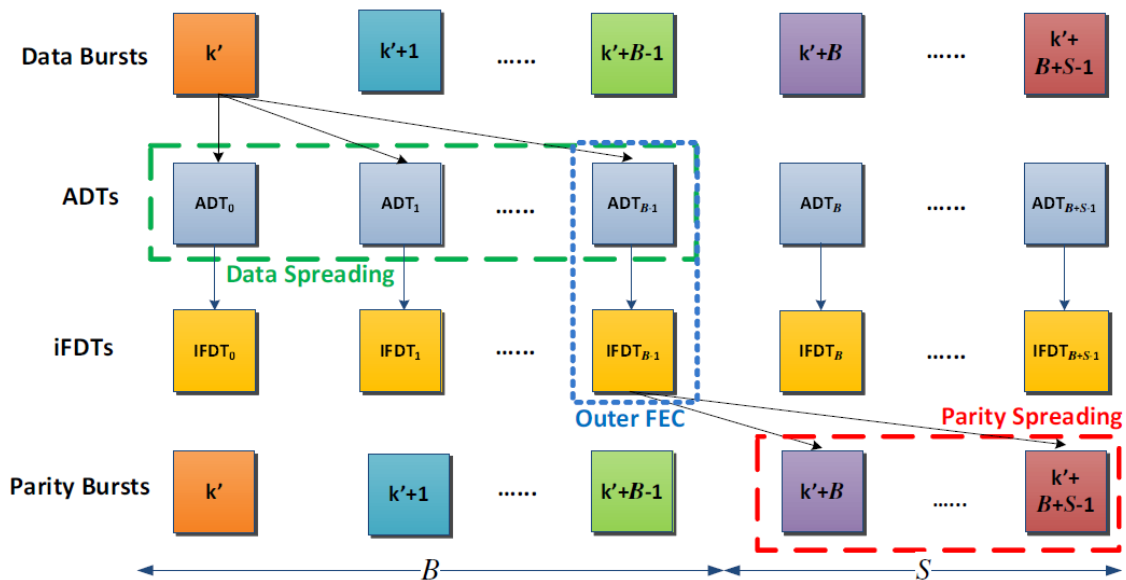 Data Bursts
k’
k’+1
......
k’+B-1
k’+B
......
k’+
B+S-1
ADTs
ADT0
ADT1
......
ADTB-1
ADTB
......
ADTB+S-1
Data Spreading
iFDTs
IFDT0
IFDT1
......
IFDTB-1
IFDTB
......
IFDTB+S-1
Outer FEC
Parity Spreading
Parity Bursts
k’
k’+1
......
k’+B-1
k’+B
......
k’+
B+S-1
B
S